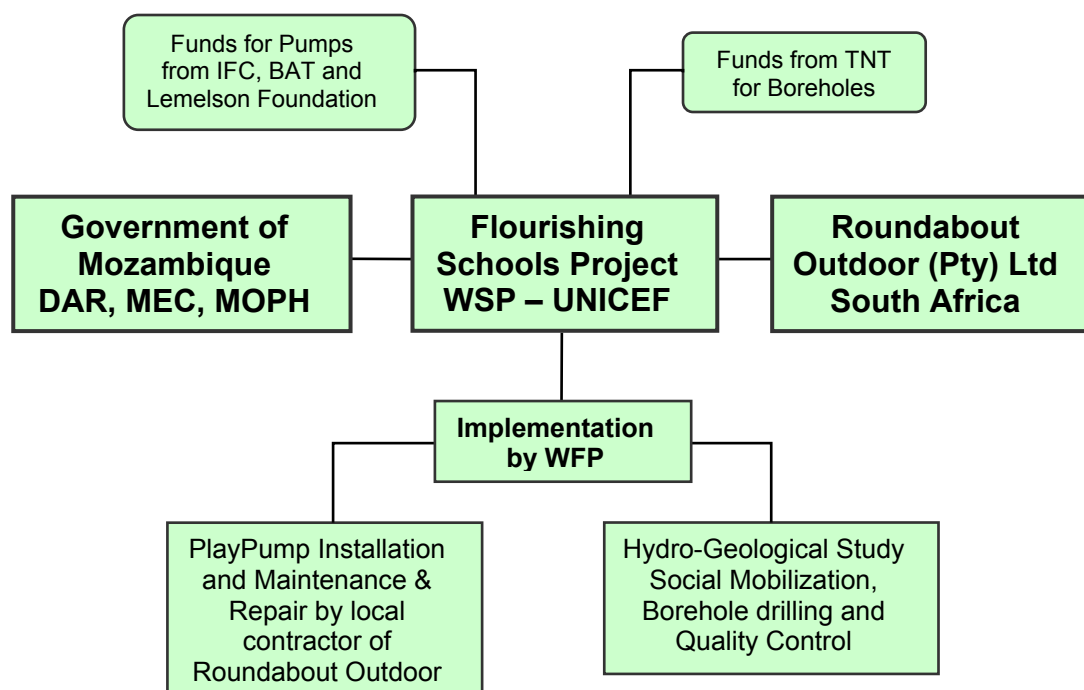 Funds for Pumps
from IFC, BAT and
Lemelson Foundation
Funds from TNT
for Boreholes
Government of
Mozambique
DAR, MEC, MOPH
Flourishing
Schools Project
WSP – UNICEF
Roundabout
Outdoor (Pty) Ltd
South Africa
Implementation
by WFP
PlayPump Installation
and Maintenance &
Repair by local
contractor of
Roundabout Outdoor
Hydro-Geological Study
Social Mobilization,
Borehole drilling and
Quality Control